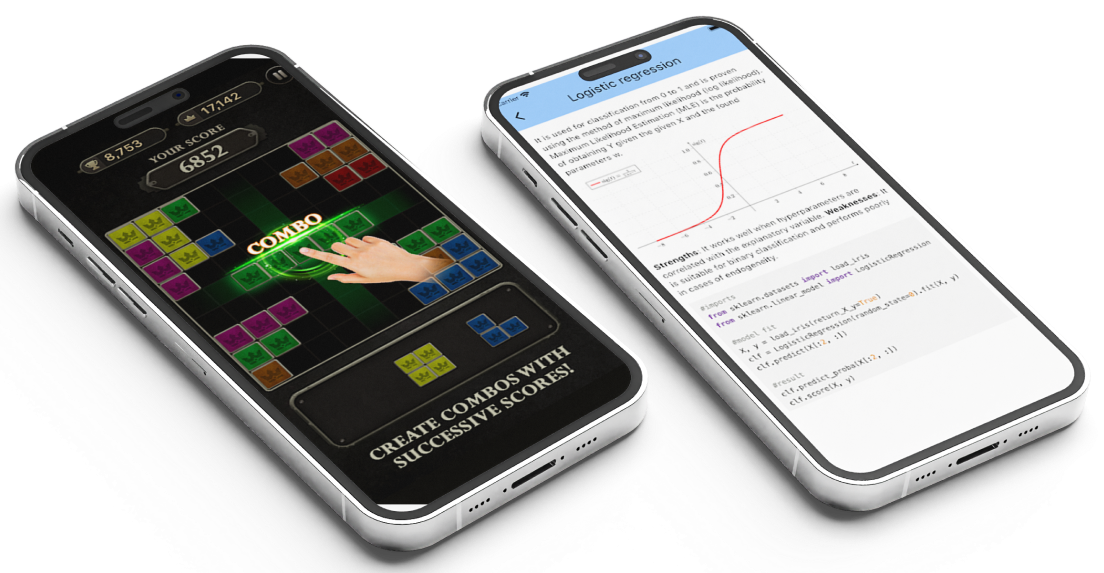 8,753
17,142
YOUR SCORE
6852
COMBO
CREATE COMBOS WITH
SUCCESSIVE SCORES!
Logistic regression
It is used for classification from 0 to 1 and is proven
using the method of maximum likelihood (log likelihood).
Maximum Likelihood Estimation (MLE) is the probability
of obtaining Y given the given X and the found
parameters w.
Strengths: It works well when hyperparameters are
correlated with the explanatory variable. Weaknesses: It
is suitable for binary classification and performs poorly
in cases of endogeneity.
#imports
from sklearn.datasets import load_iris
from sklearn.linear_model import LogisticRegression
#model fit
X, y = load_iris(return_X_y=True)
clf = LogisticRegression(random_state=0).fit(X, y)
clf.predict(X[:2, :])
#result
clf.predict_proba(X[:2, :])
clf.score(X, y)